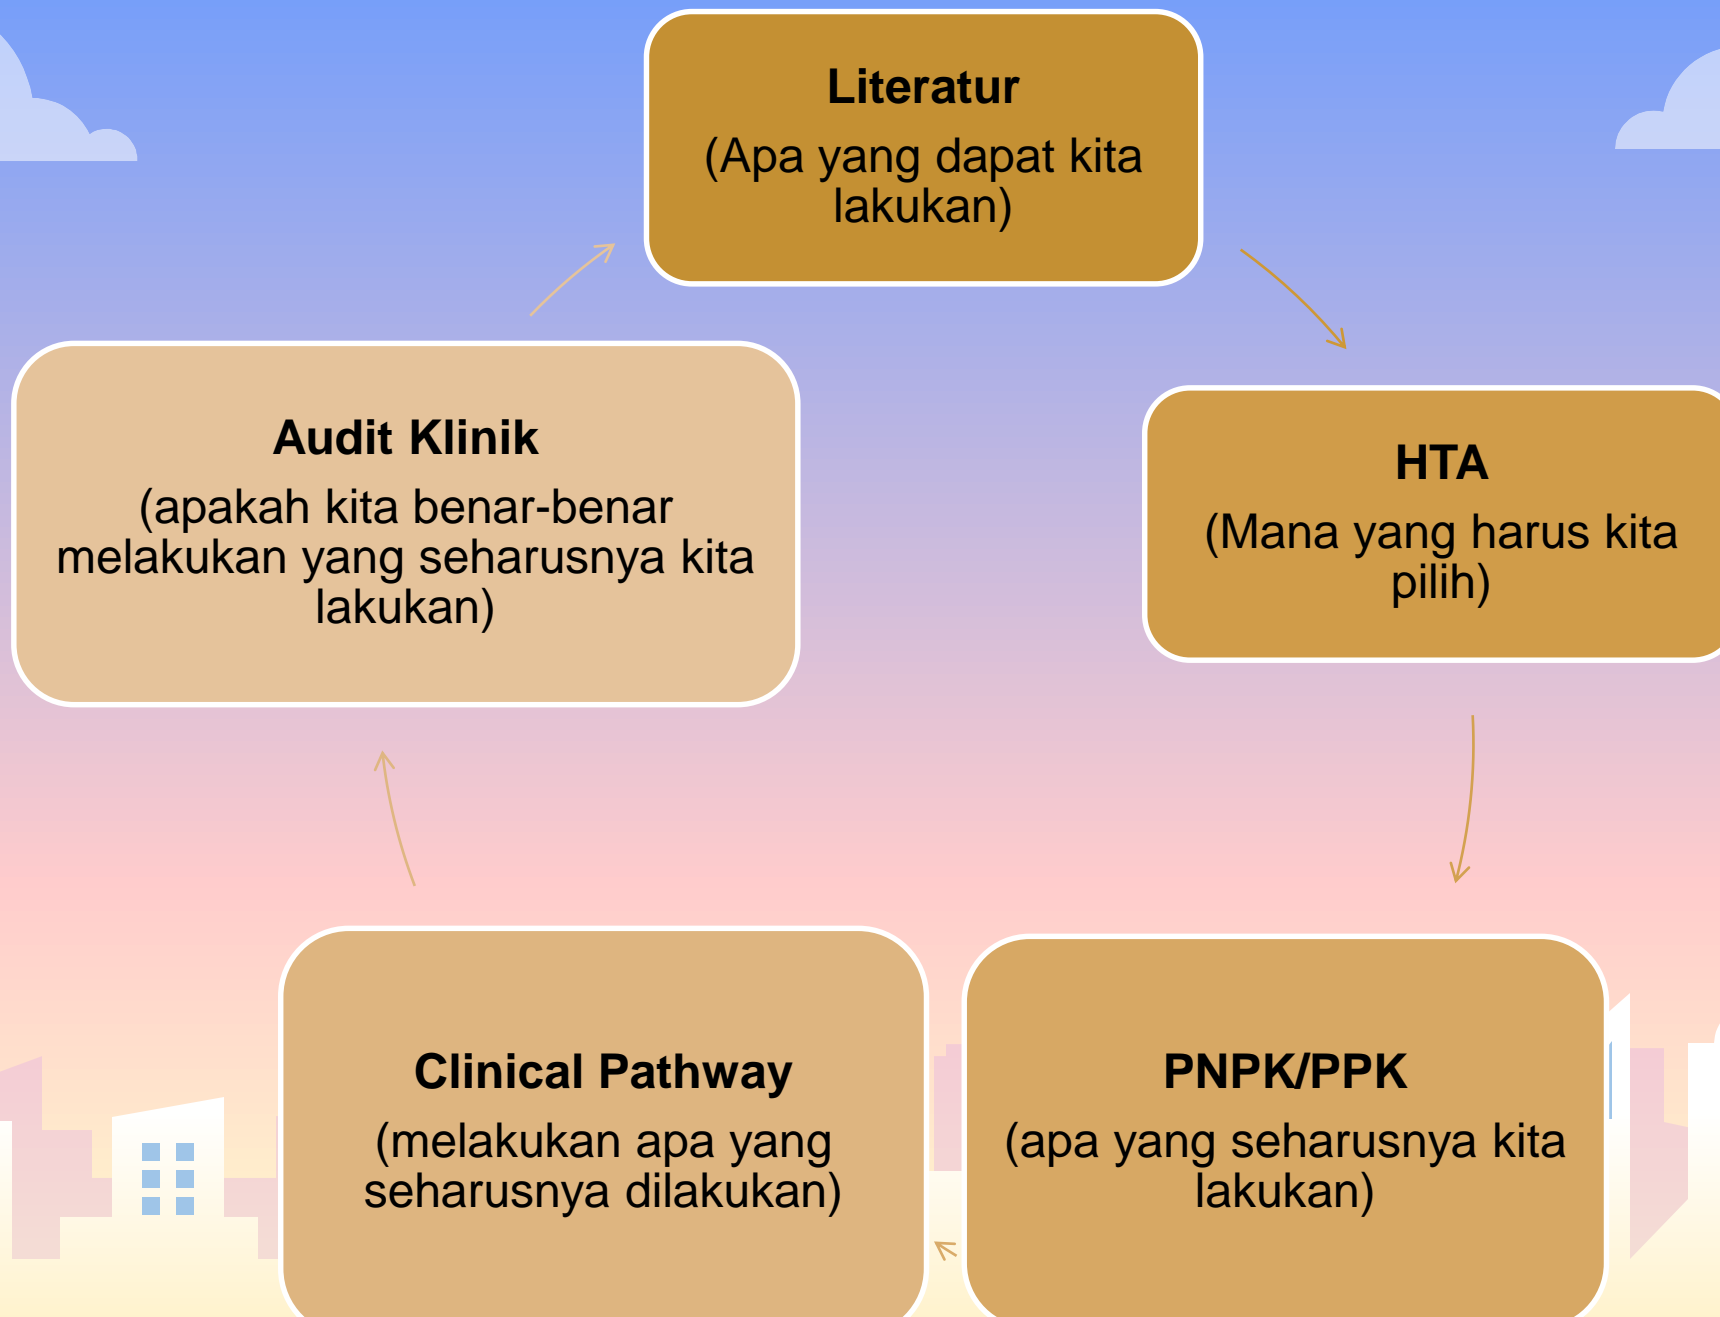 Literatur
(Apa yang dapat kita
lakukan)
HTA
(Mana yang harus kita
pilih)
PNPK/PPK
(apa yang seharusnya kita
lakukan)
Clinical Pathway
(melakukan apa yang
seharusnya dilakukan)
Audit Klinik
(apakah kita benar-benar
melakukan yang seharusnya kita
lakukan)